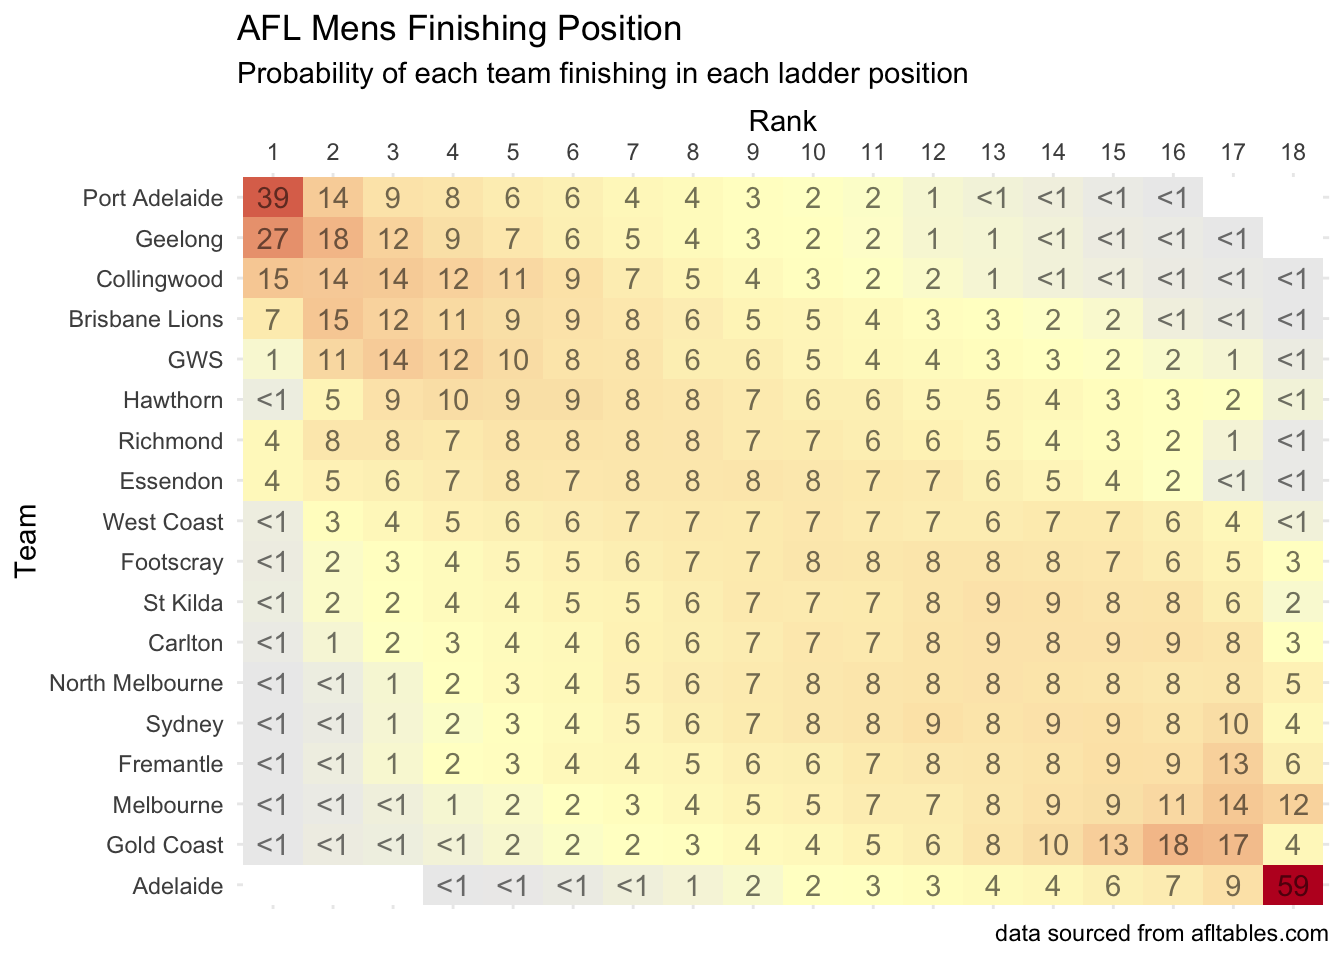 AFL Mens Finishing Position
Probability of each team finishing in each ladder position
Rank
1 2 3 4 5 6 7 8 9 10 11 12 13 14 15 16 17 18
Port Adelaide 39 14 9 8 6 6 4 4 3 2 2 1 <1 <1 <1 <1
Geelong 27 18 12 9 7 6 5 4 3 2 2 1 1 <1 <1 <1 <1
Collingwood 15 14 14 12 11 9 7 5 4 3 2 2 1 <1 <1 <1 <1 <1
Brisbane Lions 7 15 12 11 9 9 8 6 5 5 4 3 3 2 2 <1 <1 <1
GWS 1 11 14 12 10 8 8 6 6 5 4 4 3 3 2 2 1 <1
Hawthorn <1 5 9 10 9 9 8 8 7 6 6 5 5 4 3 3 2 <1
Richmond 4 8 8 7 8 8 8 8 7 7 6 6 5 4 3 2 1 <1
Essendon 4 5 6 7 8 7 8 8 8 8 7 7 6 5 4 2 <1 <1
West Coast <1 3 4 5 6 6 7 7 7 7 7 7 6 7 7 6 4 <1
Footscray <1 2 3 4 5 5 6 7 7 8 8 8 8 8 7 6 5 3
St Kilda <1 2 2 4 4 5 5 6 7 7 7 8 9 9 8 8 6 2
Carlton <1 1 2 3 4 4 6 6 7 7 7 8 9 8 9 9 8 3
North Melbourne <1 <1 1 2 3 4 5 6 7 8 8 8 8 8 8 8 8 5
Sydney <1 <1 1 2 3 4 5 6 7 8 8 9 8 9 9 8 10 4
Fremantle <1 <1 1 2 3 4 4 5 6 6 7 8 8 8 9 9 13 6
Melbourne <1 <1 <1 1 2 2 3 4 5 5 7 7 8 9 9 11 14 12
Gold Coast <1 <1 <1 <1 2 2 2 3 4 4 5 6 8 10 13 18 17 4
Adelaide <1 <1 <1 <1 1 2 2 3 3 4 4 6 7 9 59
Team
data sourced from afltables.com